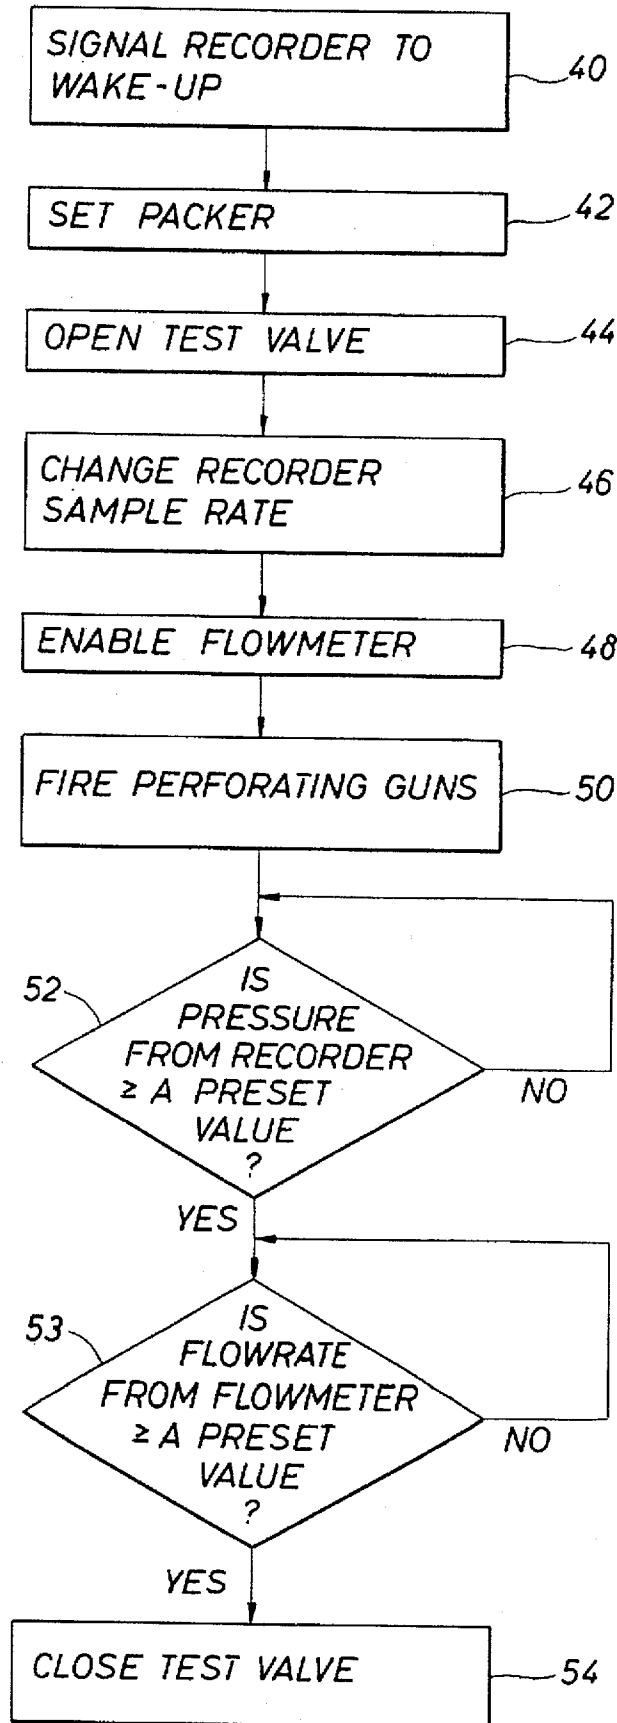 SIGNAL RECORDER TO
WAKE-UP
40
SET PACKER
42
OPEN TEST VALVE
44
CHANGE RECORDER
SAMPLE RATE
46
ENABLE FLOWMETER
48
FIRE PERFORATING GUNS
50
52
IS
PRESSURE
FROM RECORDER
≥ A PRESET
VALUE
?
NO
YES
53
IS
FLOWRATE
FROM FLOWMETER
≥ A PRESET
VALUE
?
NO
YES
CLOSE TEST VALVE
54